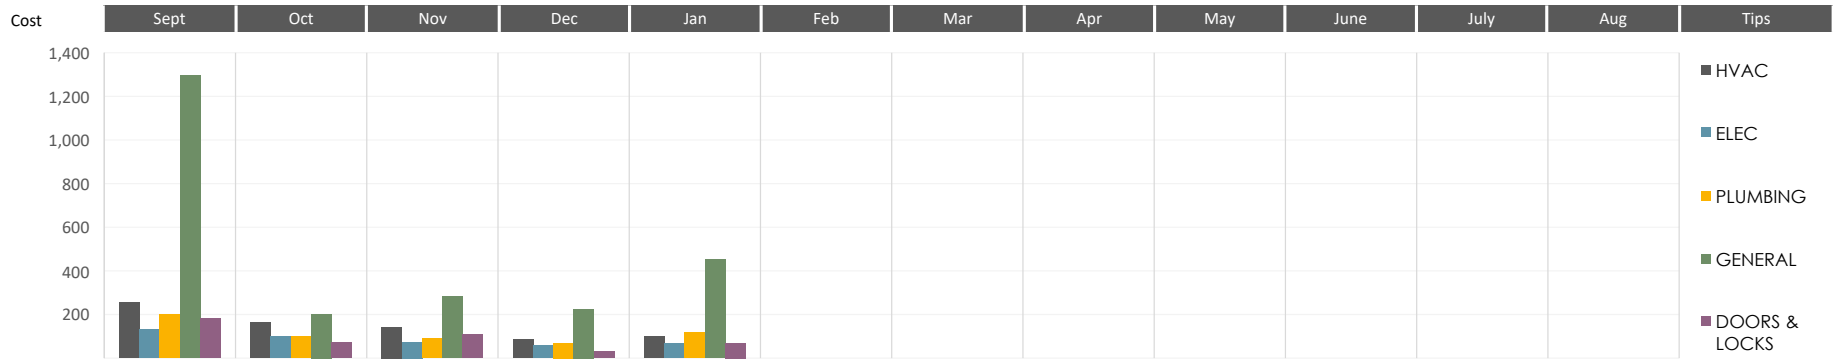 Cost
Sept Oct Nov Dec Jan Feb Mar Apr May June July Aug Tips
1,400
1,200
1,000
800
600
400
200
HVAC
ELEC
PLUMBING
GENERAL
DOORS &
LOCKS